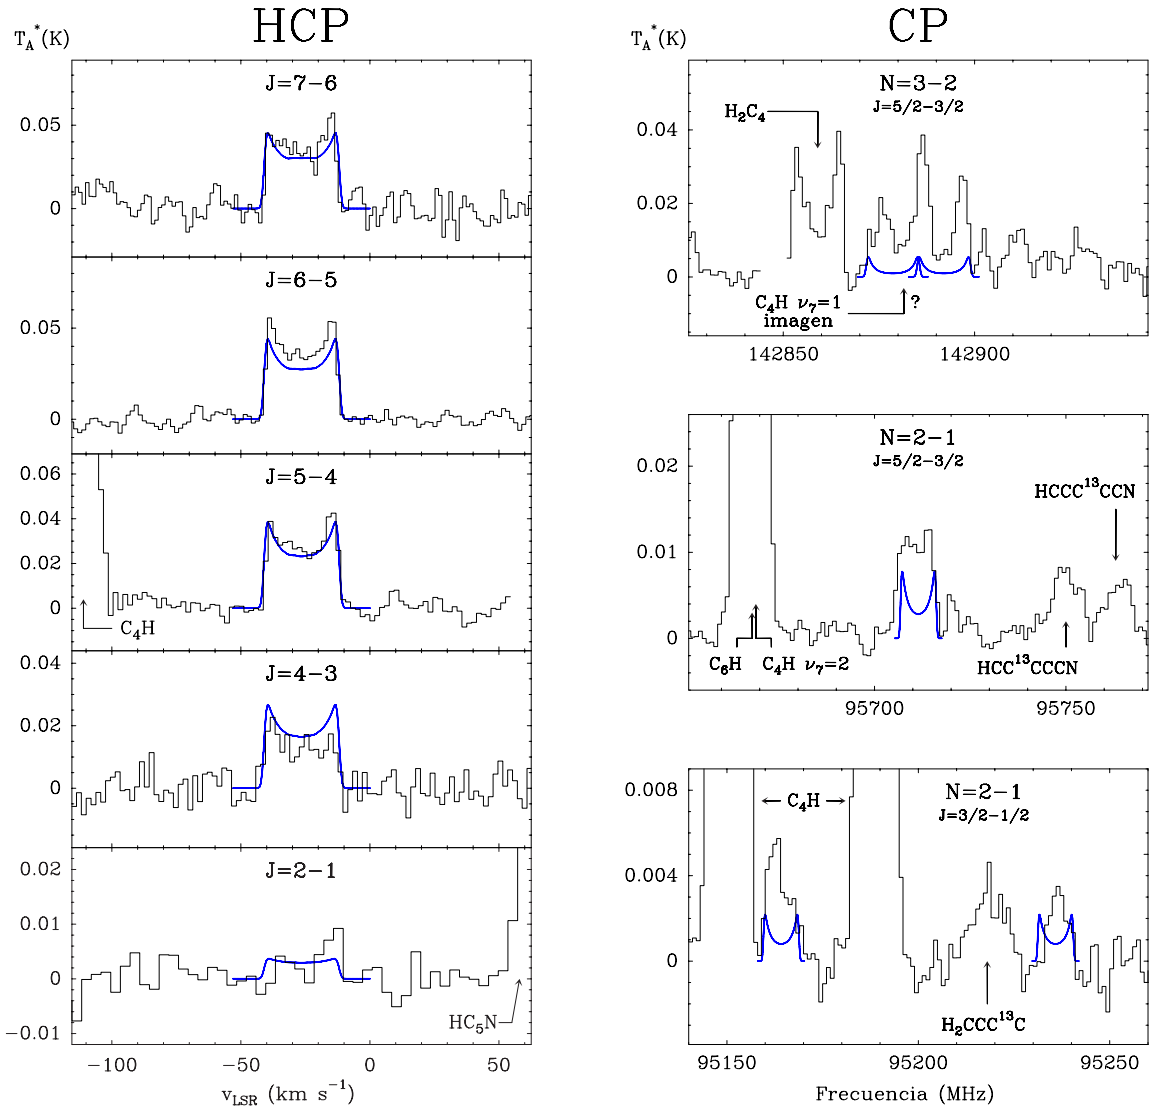 HCP
T_A*(K)
J=7−6
0.05
0
J=6−5
0.05
0
J=5−4
0.06
0.04
0.02
0
C₄H
J=4−3
0.04
0.02
0
J=2−1
0.02
0.01
0
−0.01
HC₅N
−100 −50 0 50
v_LSR (km s⁻¹)
CP
T_A*(K)
N=3−2
J=5/2−3/2
H₂C₄
0.04
0.02
0
C₄H ν₇=1
imagen
?
142850 142900
N=2−1
J=5/2−3/2
0.02
0.01
0
HCCC¹³CCN
C₆H C₄H ν₇=2
HCC¹³CCCN
95700 95750
N=2−1
J=3/2−1/2
0.008
0.004
0
C₄H
H₂CCC¹³C
95150 95200 95250
Frecuencia (MHz)